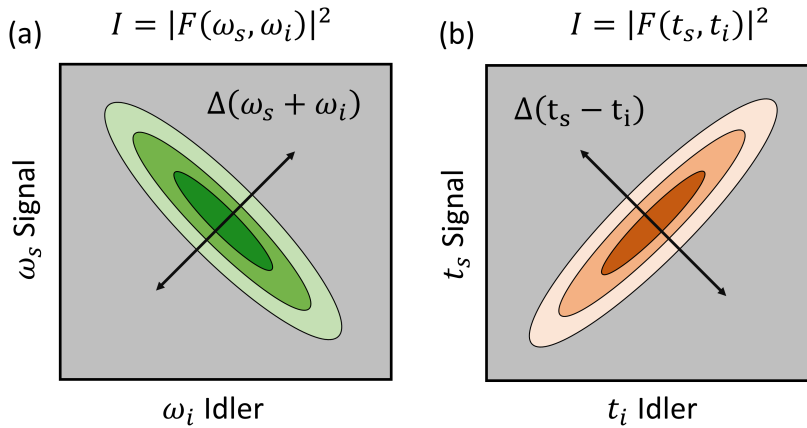 (a) I = |F(ω_s, ω_i)|²
Δ(ω_s + ω_i)
ω_s Signal
ω_i Idler
(b) I = |F(t_s, t_i)|²
Δ(t_s − t_i)
t_s Signal
t_i Idler